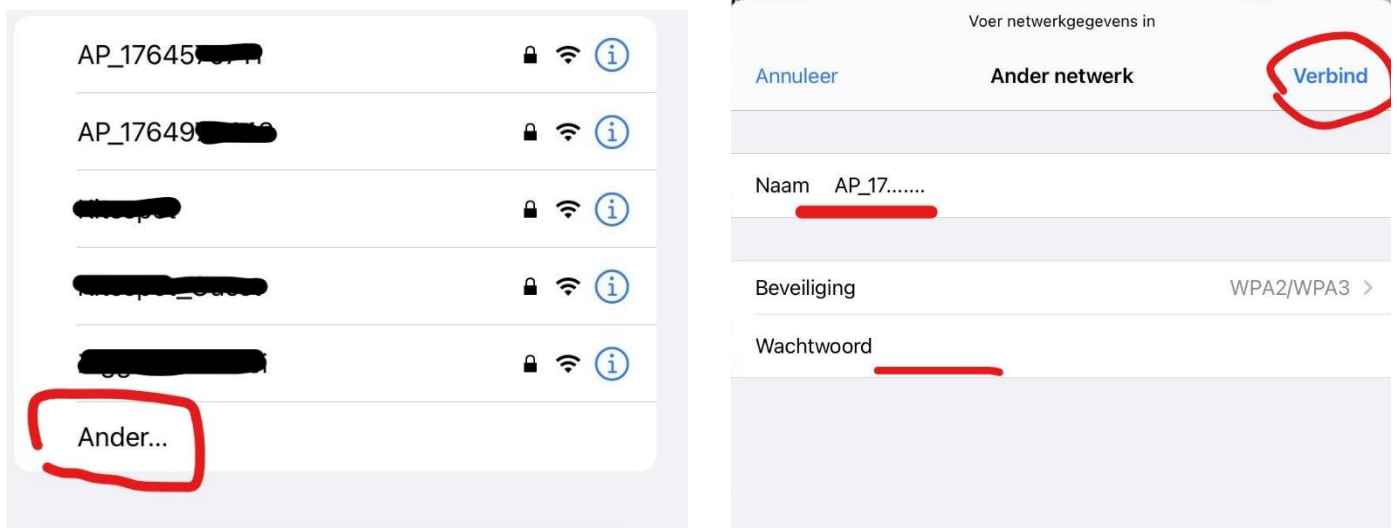 AP_17645
AP_17649
Ander...
Voer netwerkgegevens in
Annuleer
Ander netwerk
Verbind
Naam AP_17.......
Beveiliging WPA2/WPA3 >
Wachtwoord